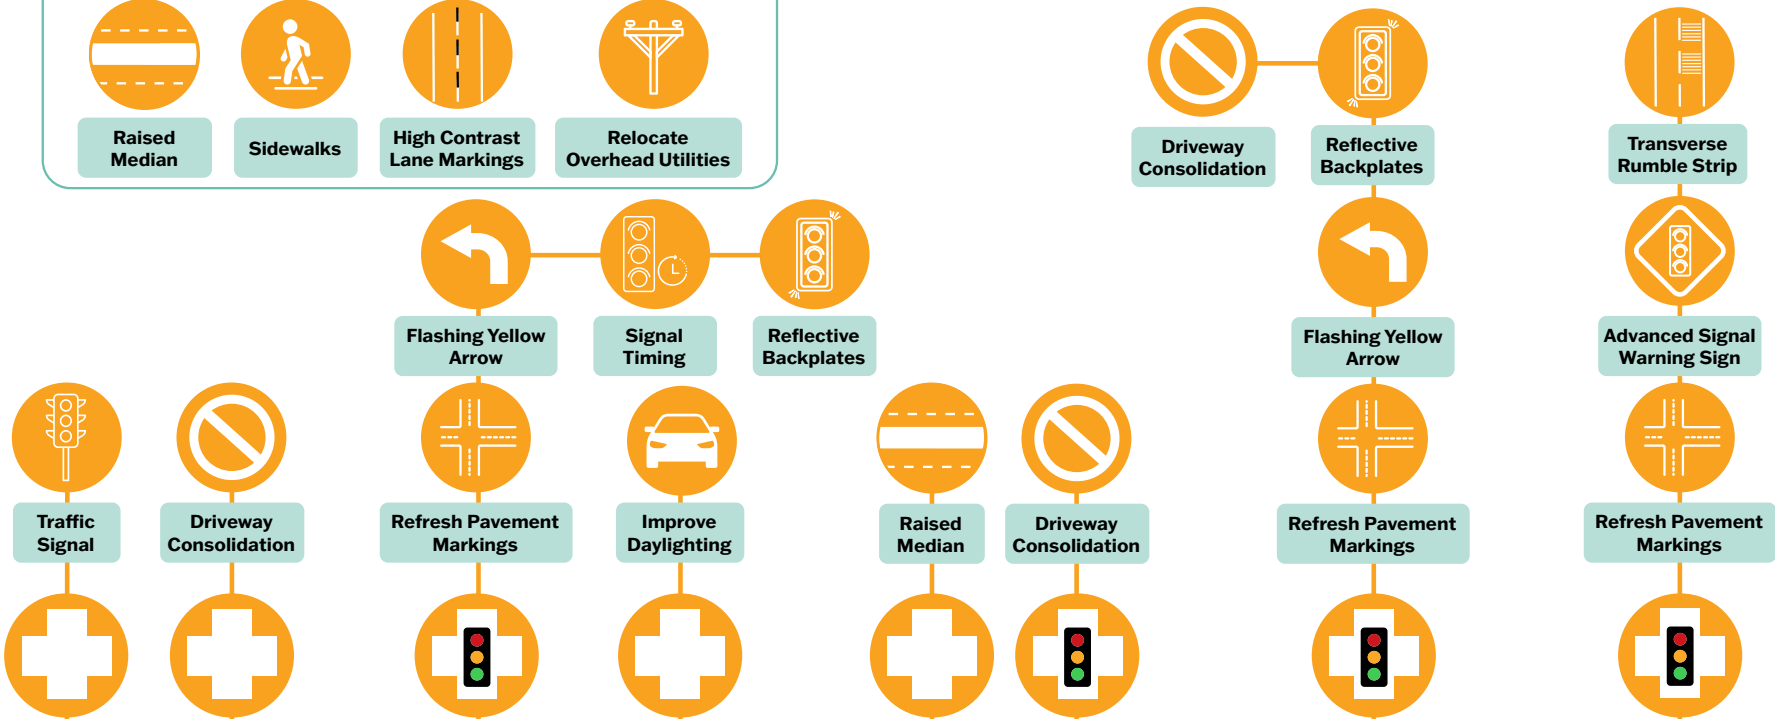 Raised
Median
Sidewalks
High Contrast
Lane Markings
Relocate
Overhead Utilities
Driveway
Consolidation
Reflective
Backplates
Transverse
Rumble Strip
Flashing Yellow
Arrow
Signal
Timing
Reflective
Backplates
Flashing Yellow
Arrow
Advanced Signal
Warning Sign
Traffic
Signal
Driveway
Consolidation
Refresh Pavement
Markings
Improve
Daylighting
Raised
Median
Driveway
Consolidation
Refresh Pavement
Markings
Refresh Pavement
Markings